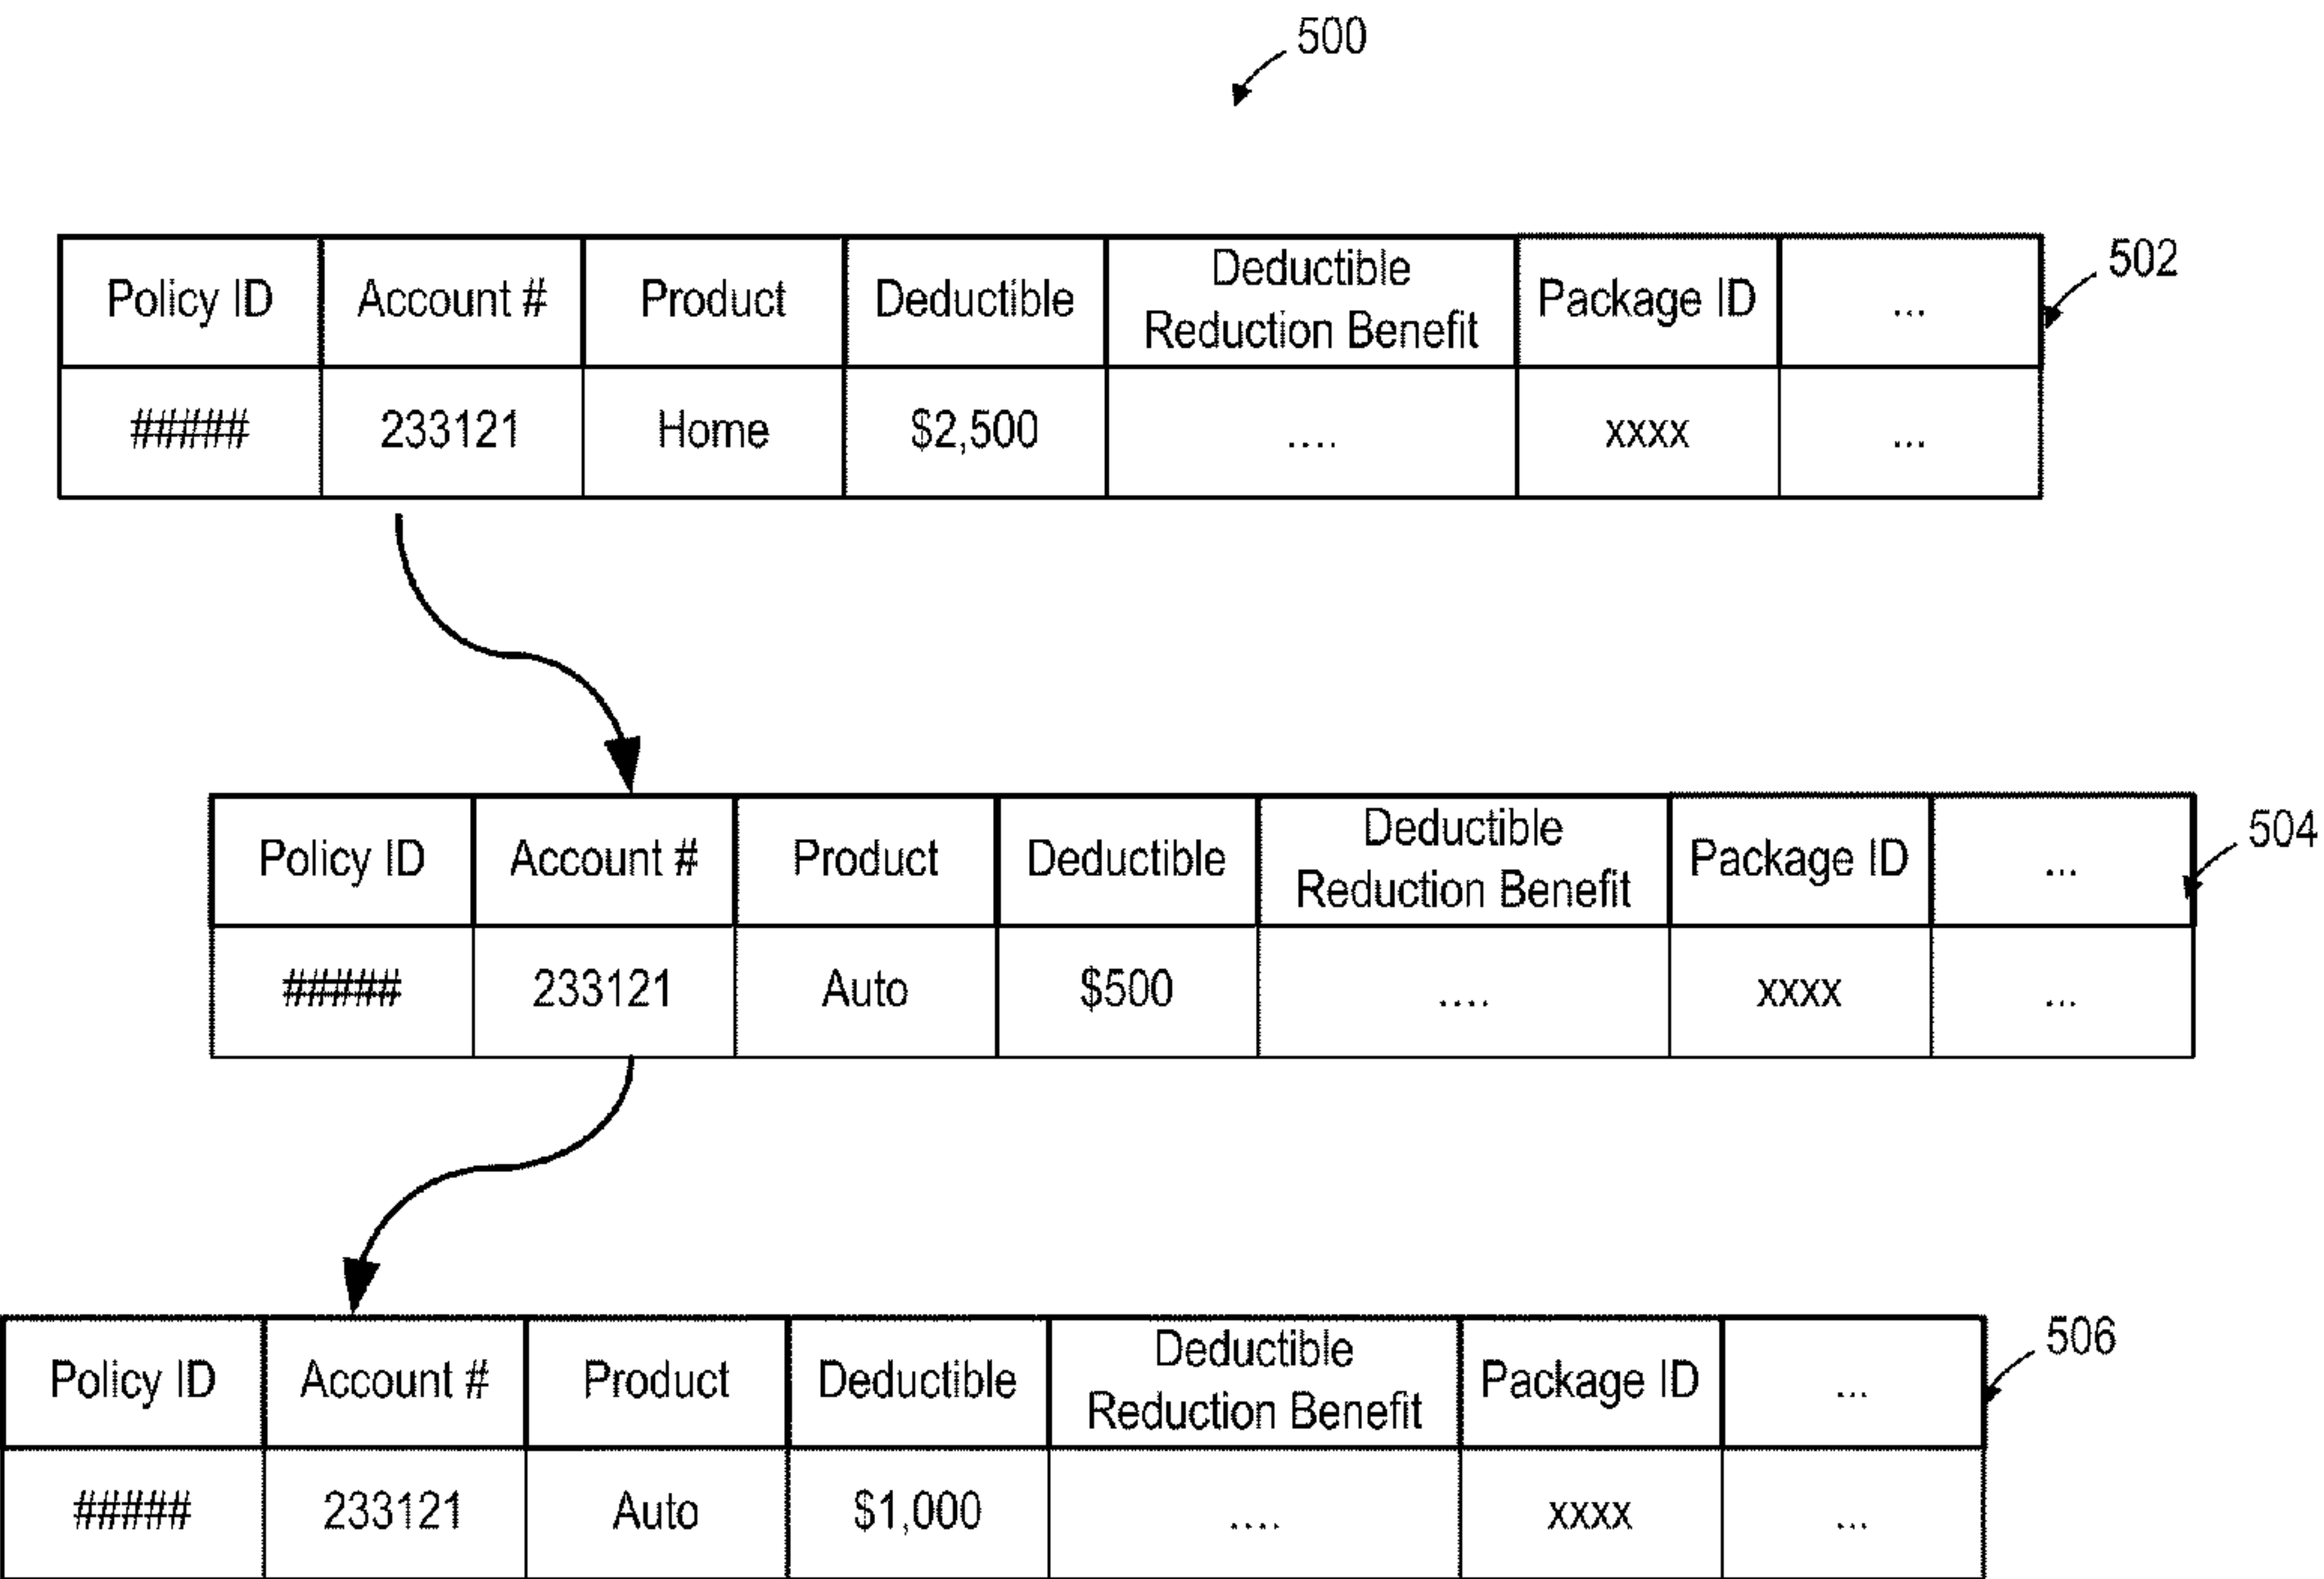 500
502
Policy ID Account # Product Deductible Deductible Reduction Benefit Package ID ...
##### 233121 Home $2,500 .... xxxx ...
504
Policy ID Account # Product Deductible Deductible Reduction Benefit Package ID ...
##### 233121 Auto $500 .... xxxx ...
506
Policy ID Account # Product Deductible Deductible Reduction Benefit Package ID ...
##### 233121 Auto $1,000 .... xxxx ...